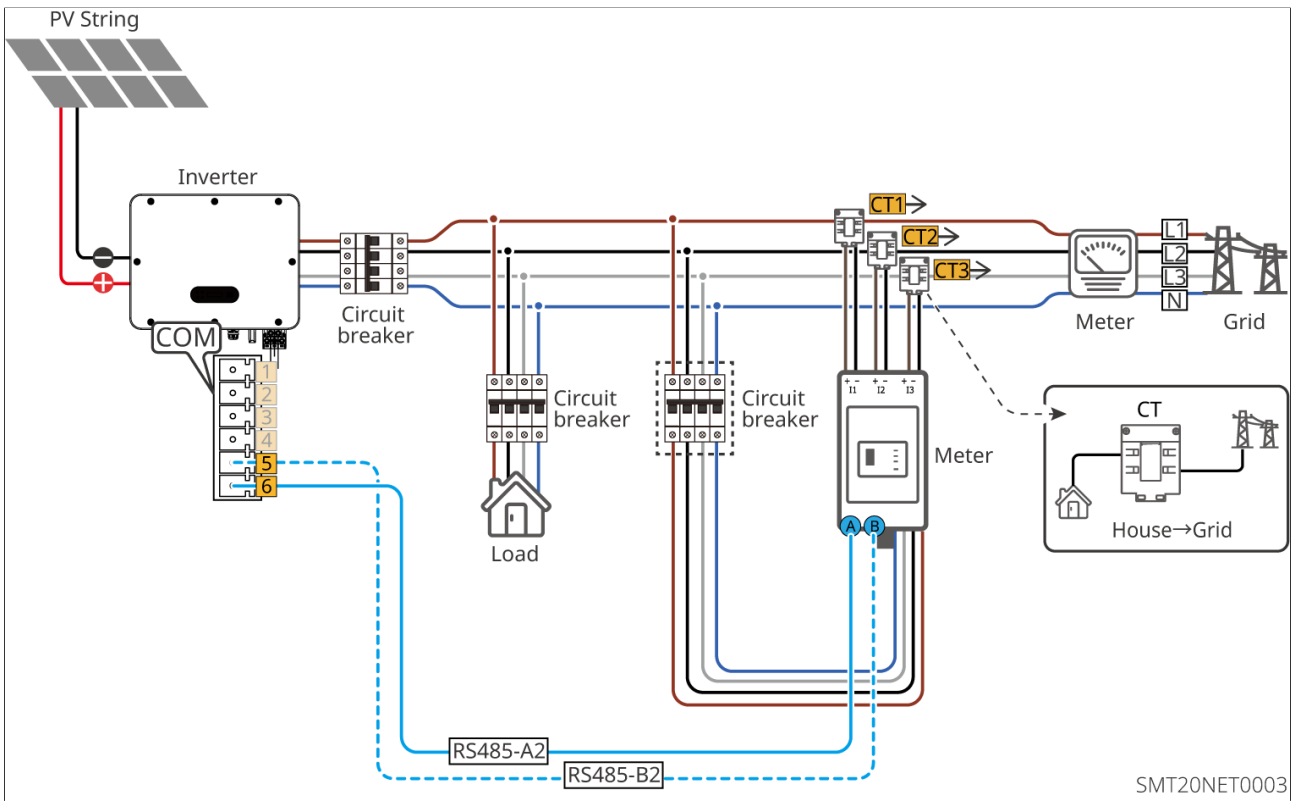 PV String
Inverter
CT1
CT2
CT3
L1
L2
L3
N
Circuit
breaker
Meter
Grid
COM
1
2
3
4
5
6
Circuit
breaker
Circuit
breaker
+ - + - + -
I1 I2 I3
Meter
CT
House→Grid
A B
Load
RS485-A2
RS485-B2
SMT20NET0003